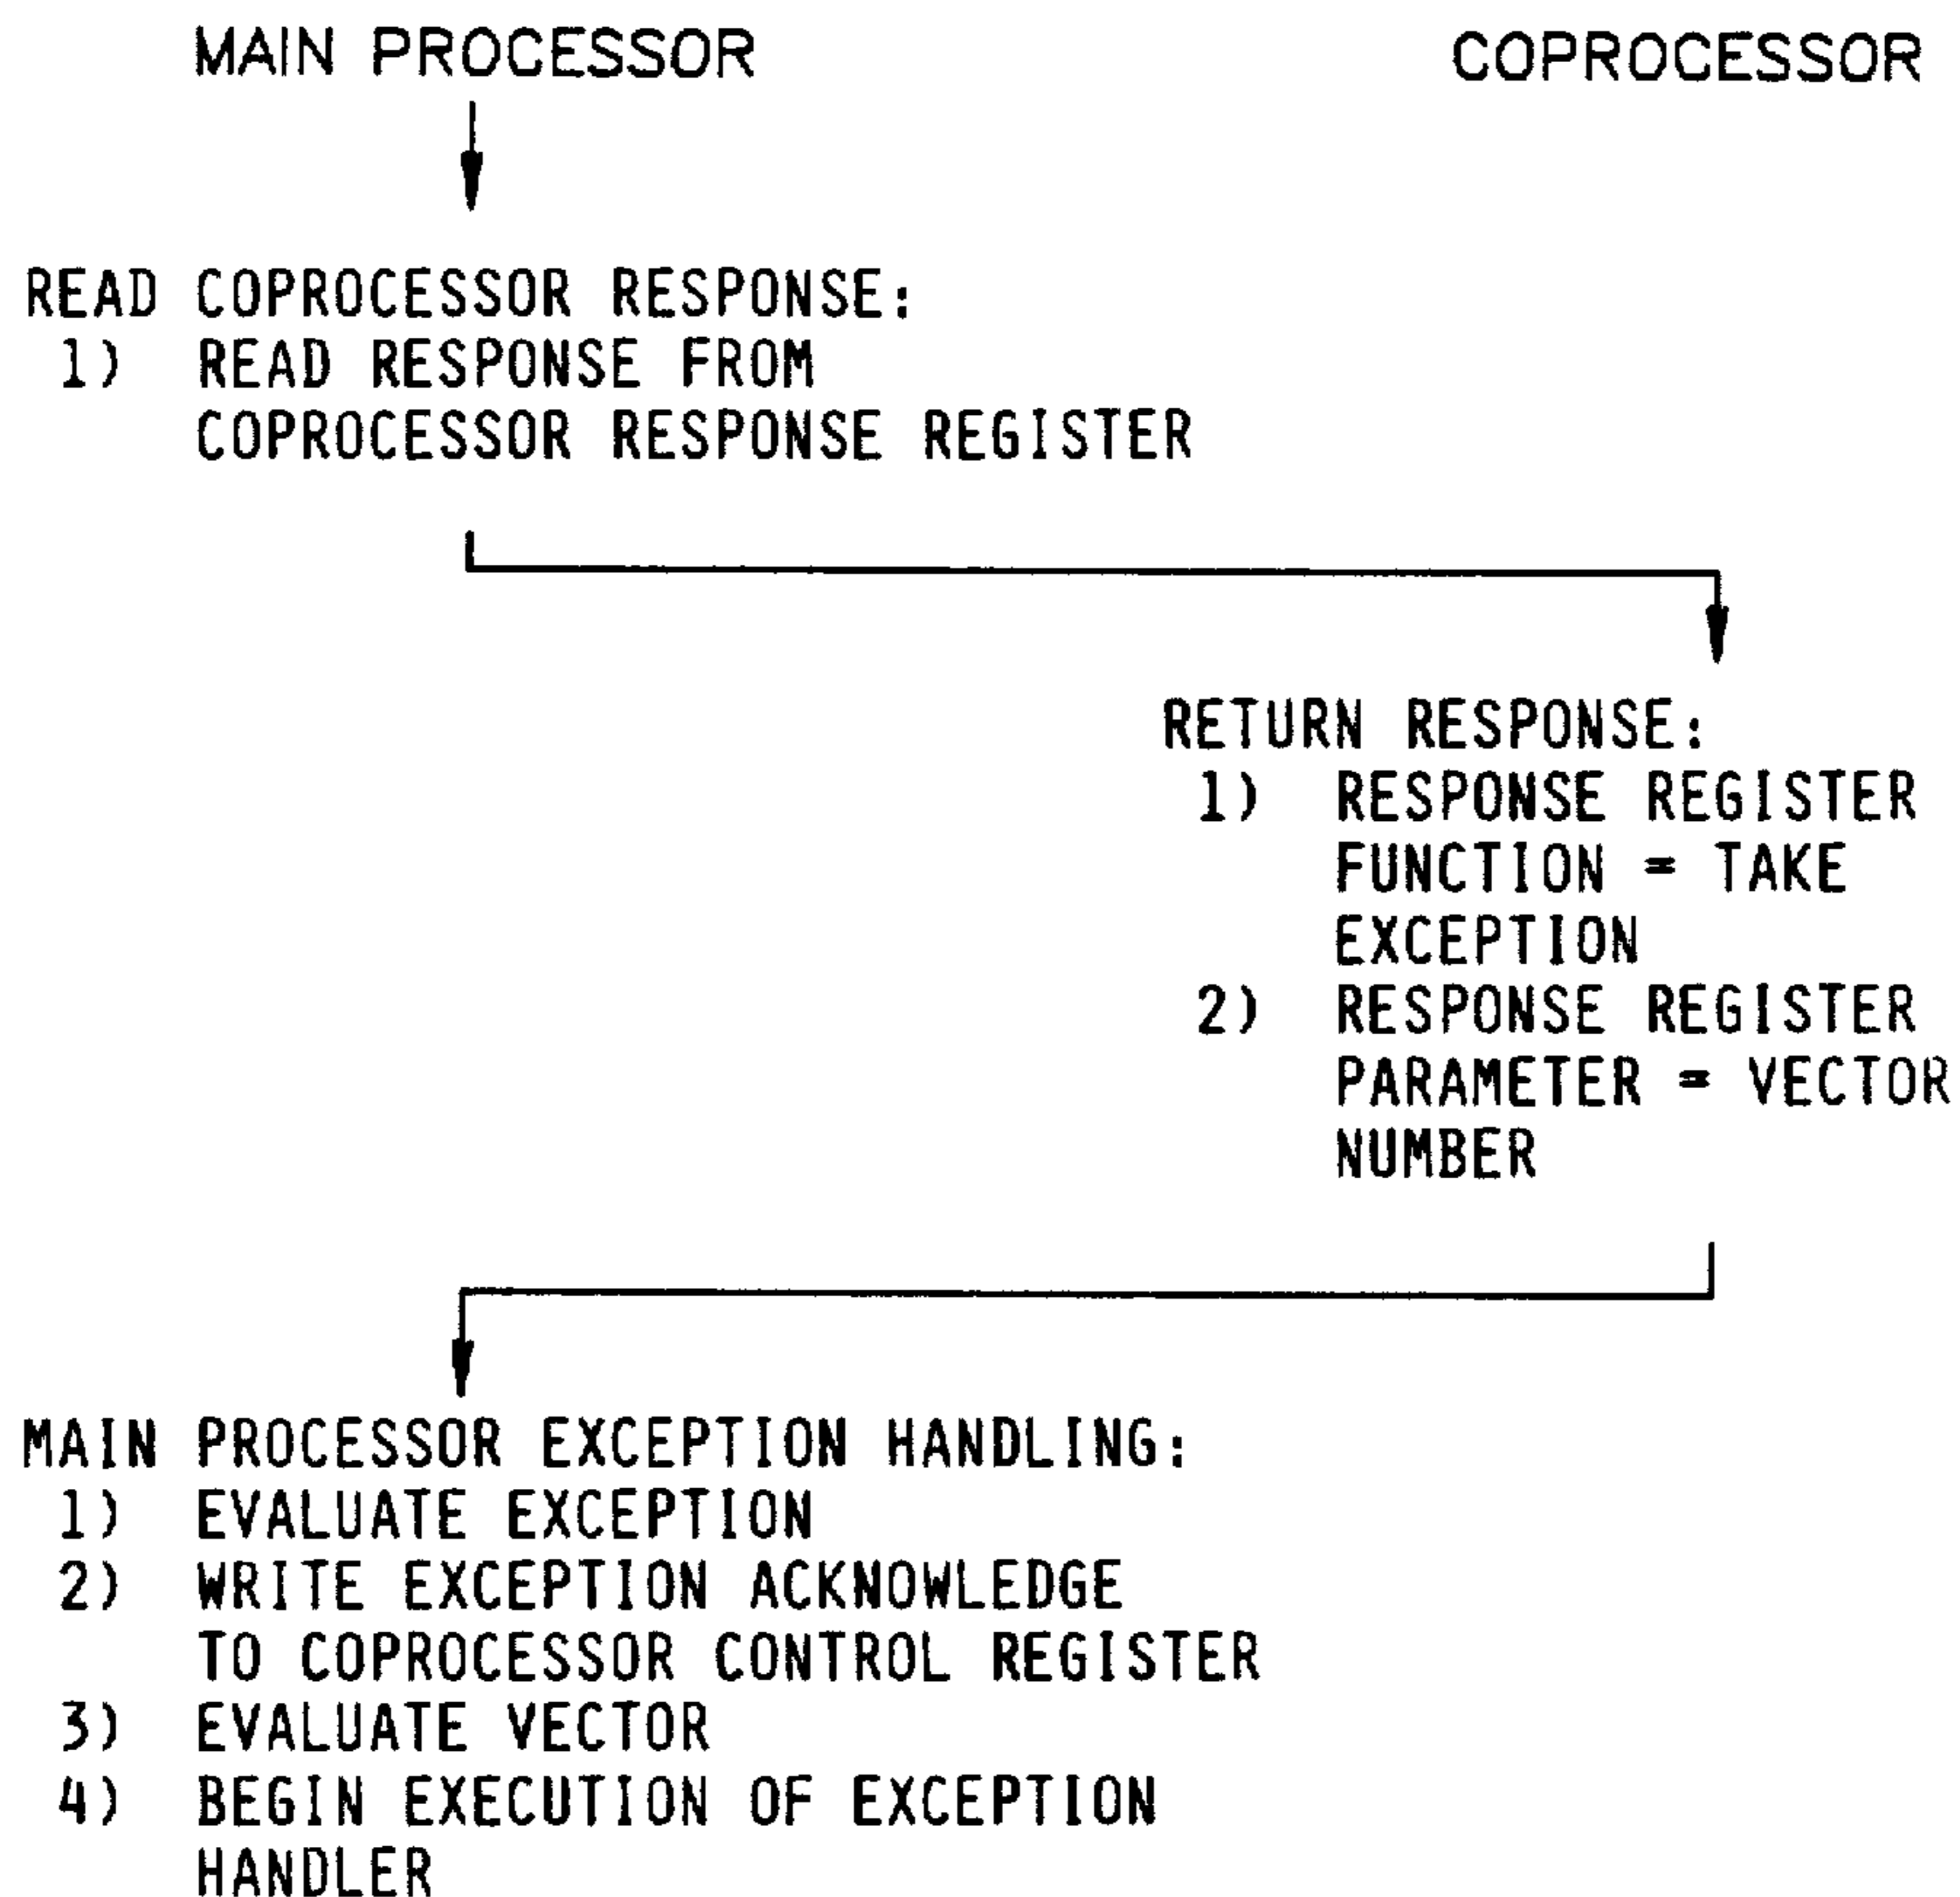 MAIN PROCESSOR
COPROCESSOR
READ COPROCESSOR RESPONSE:
1) READ RESPONSE FROM
COPROCESSOR RESPONSE REGISTER
RETURN RESPONSE:
1) RESPONSE REGISTER
FUNCTION = TAKE
EXCEPTION
2) RESPONSE REGISTER
PARAMETER = VECTOR
NUMBER
MAIN PROCESSOR EXCEPTION HANDLING:
1) EVALUATE EXCEPTION
2) WRITE EXCEPTION ACKNOWLEDGE
TO COPROCESSOR CONTROL REGISTER
3) EVALUATE VECTOR
4) BEGIN EXECUTION OF EXCEPTION
HANDLER